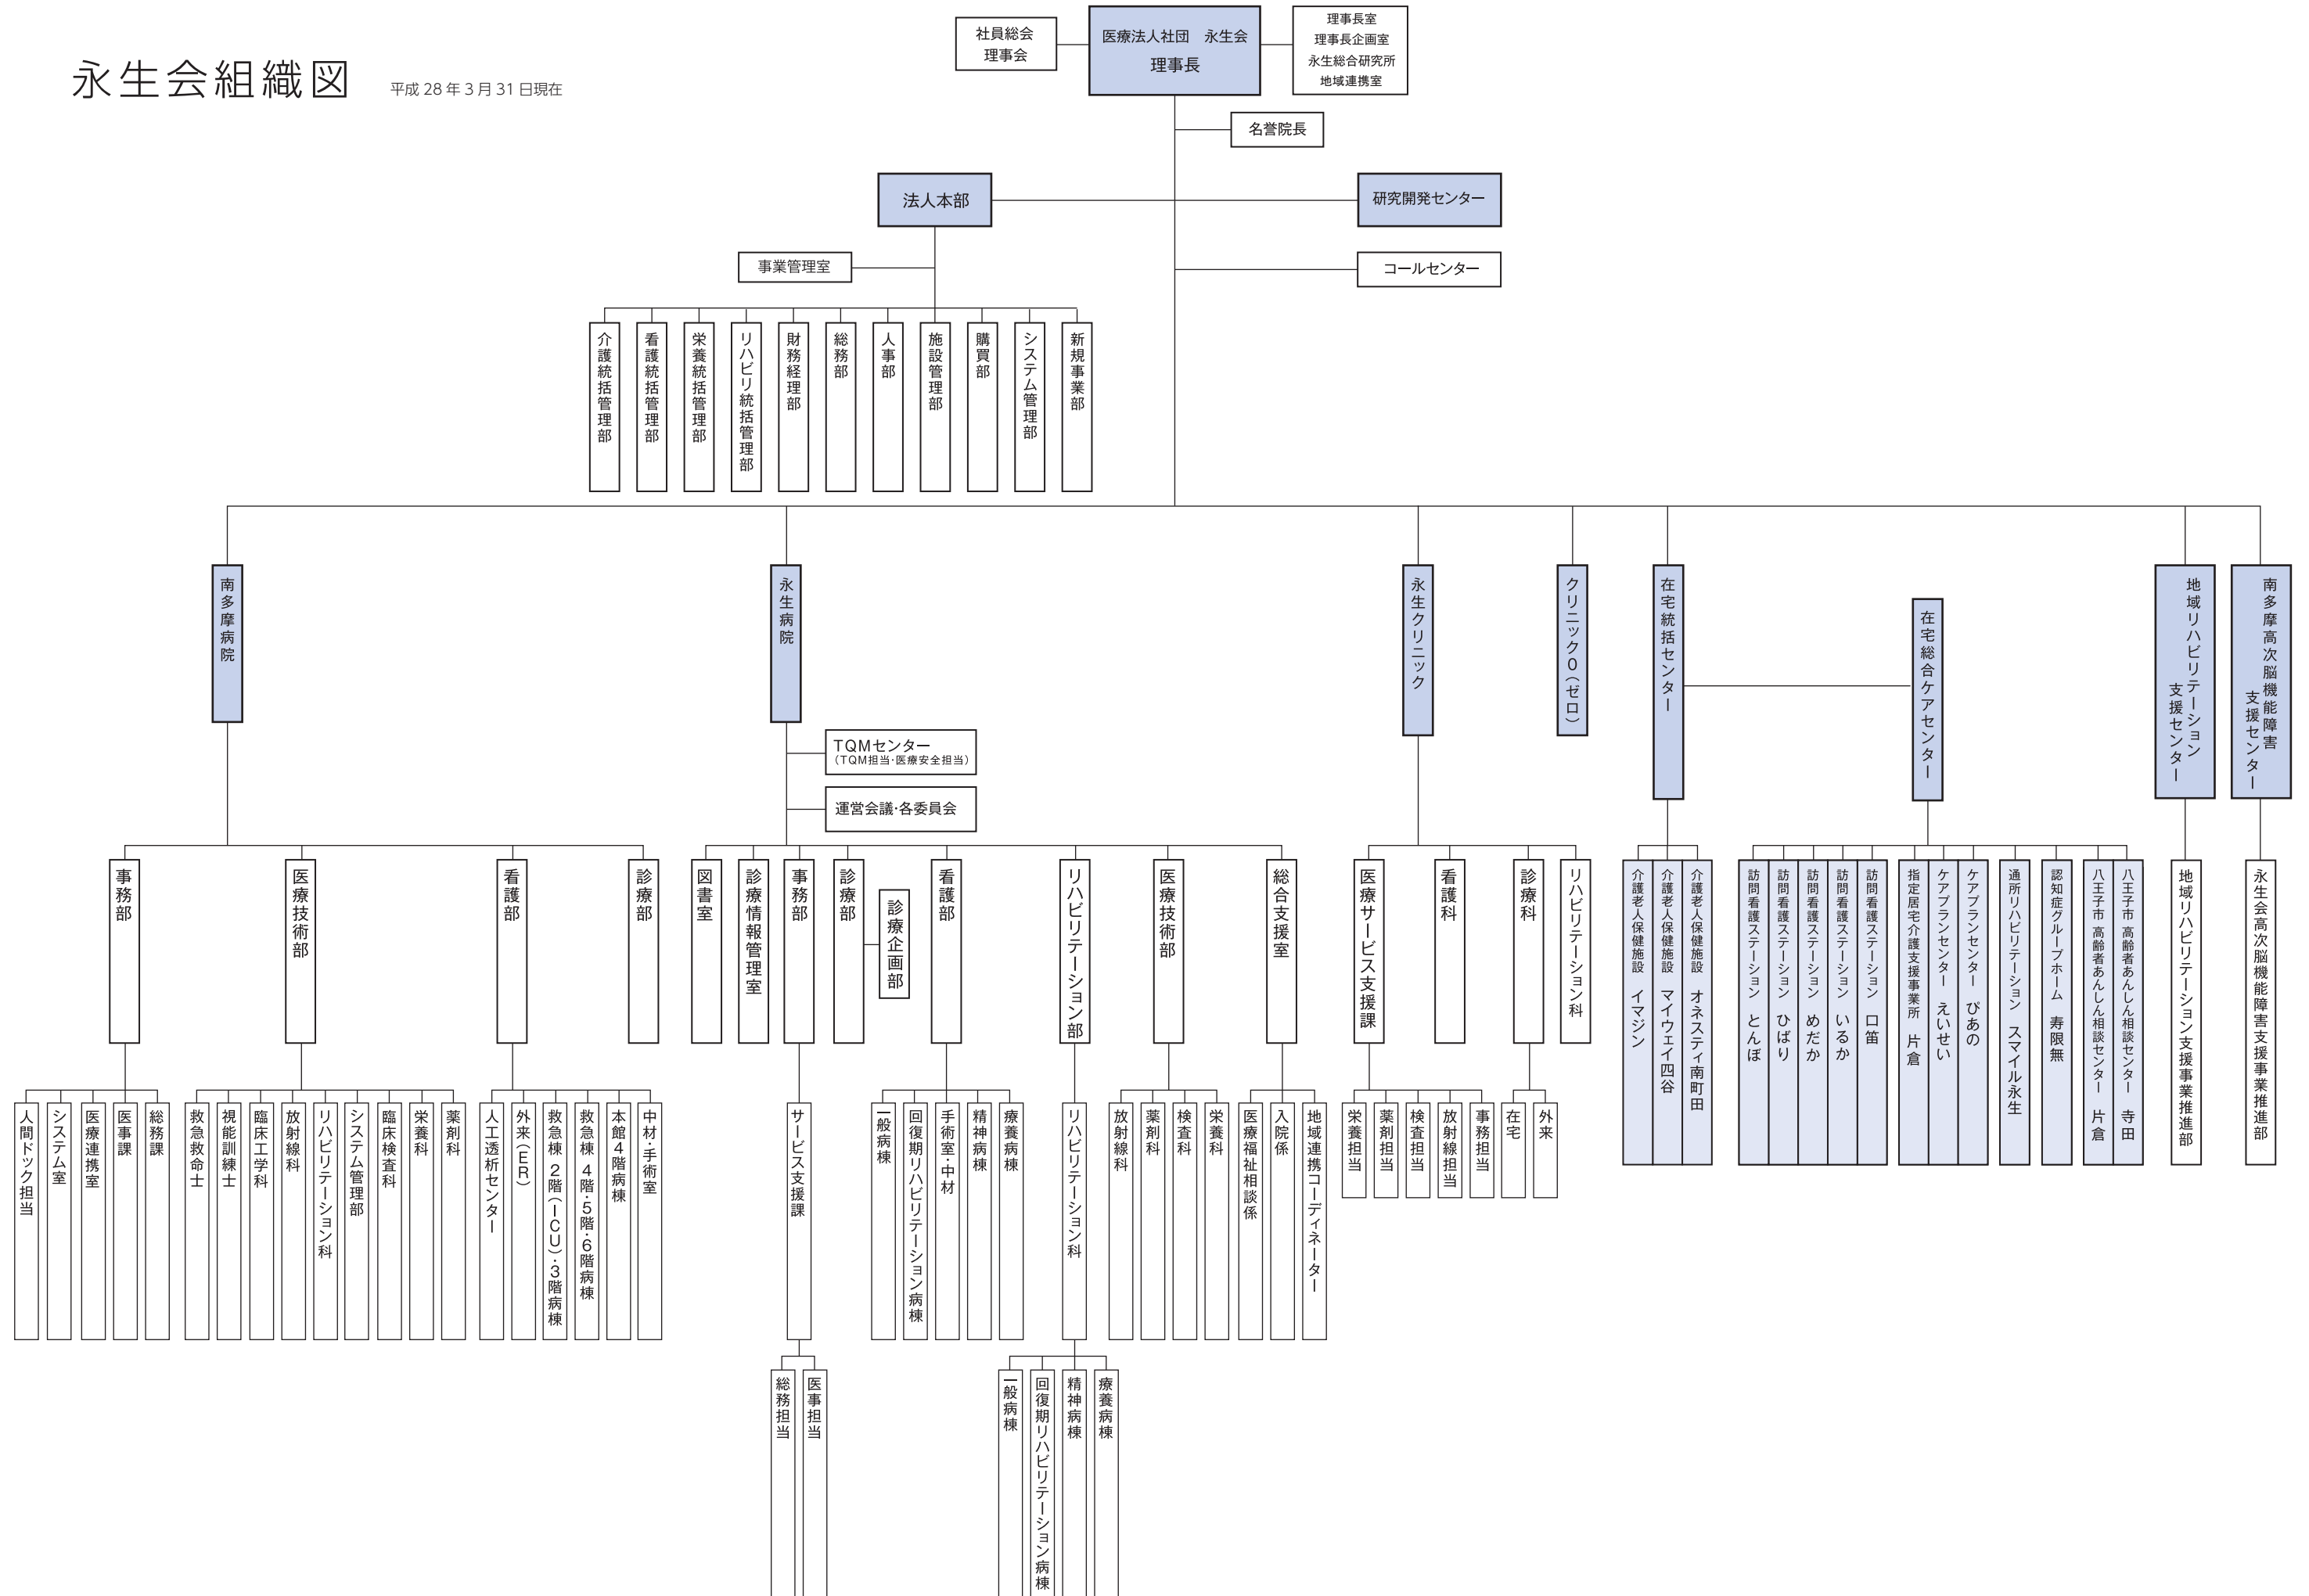 永生会組織図
平成28年3月31日現在
社員総会
理事会
医療法人社団　永生会
理事長
理事長室
理事長企画室
永生総合研究所
地域連携室
名誉院長
法人本部
研究開発センター
事業管理室
コールセンター
介護統括管理部
看護統括管理部
栄養統括管理部
リハビリ統括管理部
財務経理部
総務部
人事部
施設管理部
購買部
システム管理部
新規事業部
南多摩病院
永生病院
永生クリニック
クリニック0（ゼロ）
在宅統括センター
在宅総合ケアセンター
地域リハビリテーション
支援センター
南多摩高次脳機能障害
支援センター
TQMセンター
（TQM担当・医療安全担当）
運営会議・各委員会
事務部
医療技術部
看護部
診療部
図書室
診療情報管理室
事務部
診療部
診療企画部
看護部
リハビリテーション部
医療技術部
総合支援室
医療サービス支援課
看護科
診療科
リハビリテーション科
介護老人保健施設　イマジン
介護老人保健施設　マイウェイ四谷
介護老人保健施設　オネスティ南町田
訪問看護ステーション　とんぼ
訪問看護ステーション　ひばり
訪問看護ステーション　めだか
訪問看護ステーション　いるか
訪問看護ステーション　口笛
指定居宅介護支援事業所　片倉
ケアプランセンター　えいせい
ケアプランセンター　ぴあの
通所リハビリテーション　スマイル永生
認知症グループホーム　寿限無
八王子市 高齢者あんしん相談センター　片倉
八王子市 高齢者あんしん相談センター　寺田
地域リハビリテーション支援事業推進部
永生会高次脳機能障害支援事業推進部
人間ドック担当
システム室
医療連携室
医事課
総務課
救急救命士
視能訓練士
臨床工学科
放射線科
リハビリテーション科
システム管理部
臨床検査科
栄養科
薬剤科
人工透析センター
外来（ER）
救急棟 2階（ICU）・3階病棟
救急棟 4階・5階・6階病棟
本館4階病棟
中材・手術室
サービス支援課
一般病棟
回復期リハビリテーション病棟
手術室・中材
精神病棟
療養病棟
リハビリテーション科
放射線科
薬剤科
検査科
栄養科
医療福祉相談係
入院係
地域連携コーディネーター
栄養担当
薬剤担当
検査担当
放射線担当
事務担当
在宅
外来
総務担当
医事担当
一般病棟
回復期リハビリテーション病棟
精神病棟
療養病棟